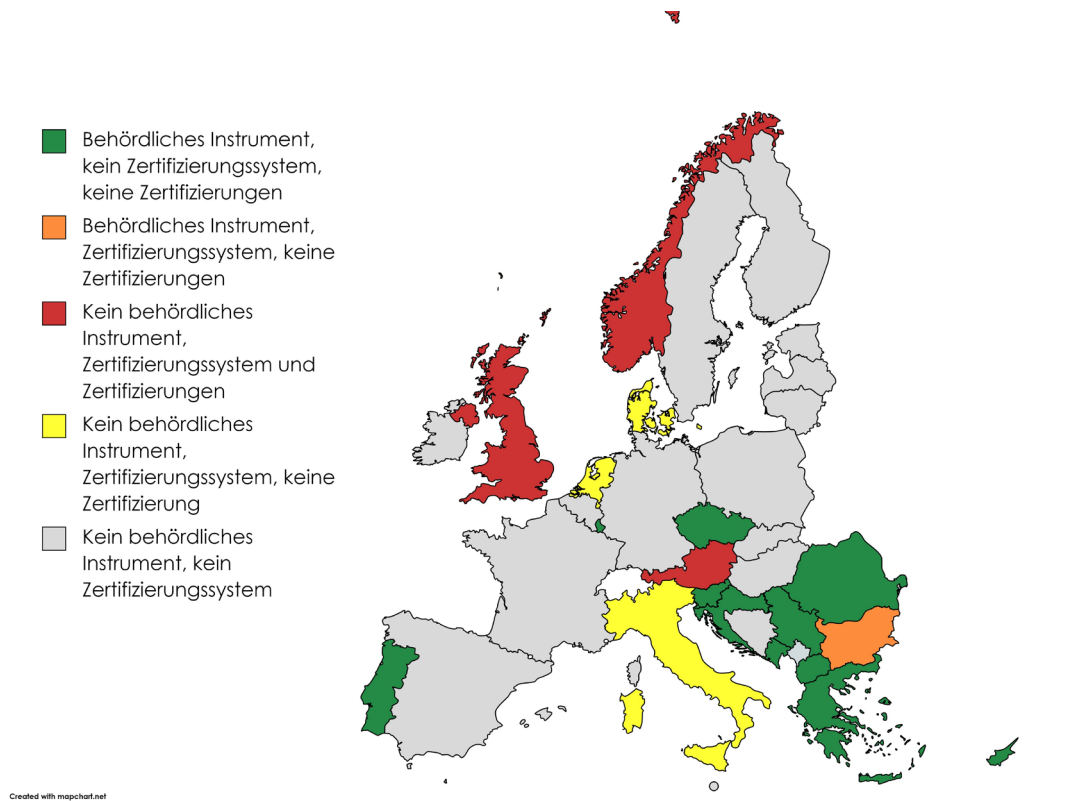 Behördliches Instrument,
kein Zertifizierungssystem,
keine Zertifizierungen
Behördliches Instrument,
Zertifizierungssystem, keine
Zertifizierungen
Kein behördliches
Instrument,
Zertifizierungssystem und
Zertifizierungen
Kein behördliches
Instrument,
Zertifizierungssystem, keine
Zertifizierung
Kein behördliches
Instrument, kein
Zertifizierungssystem
Created with mapchart.net